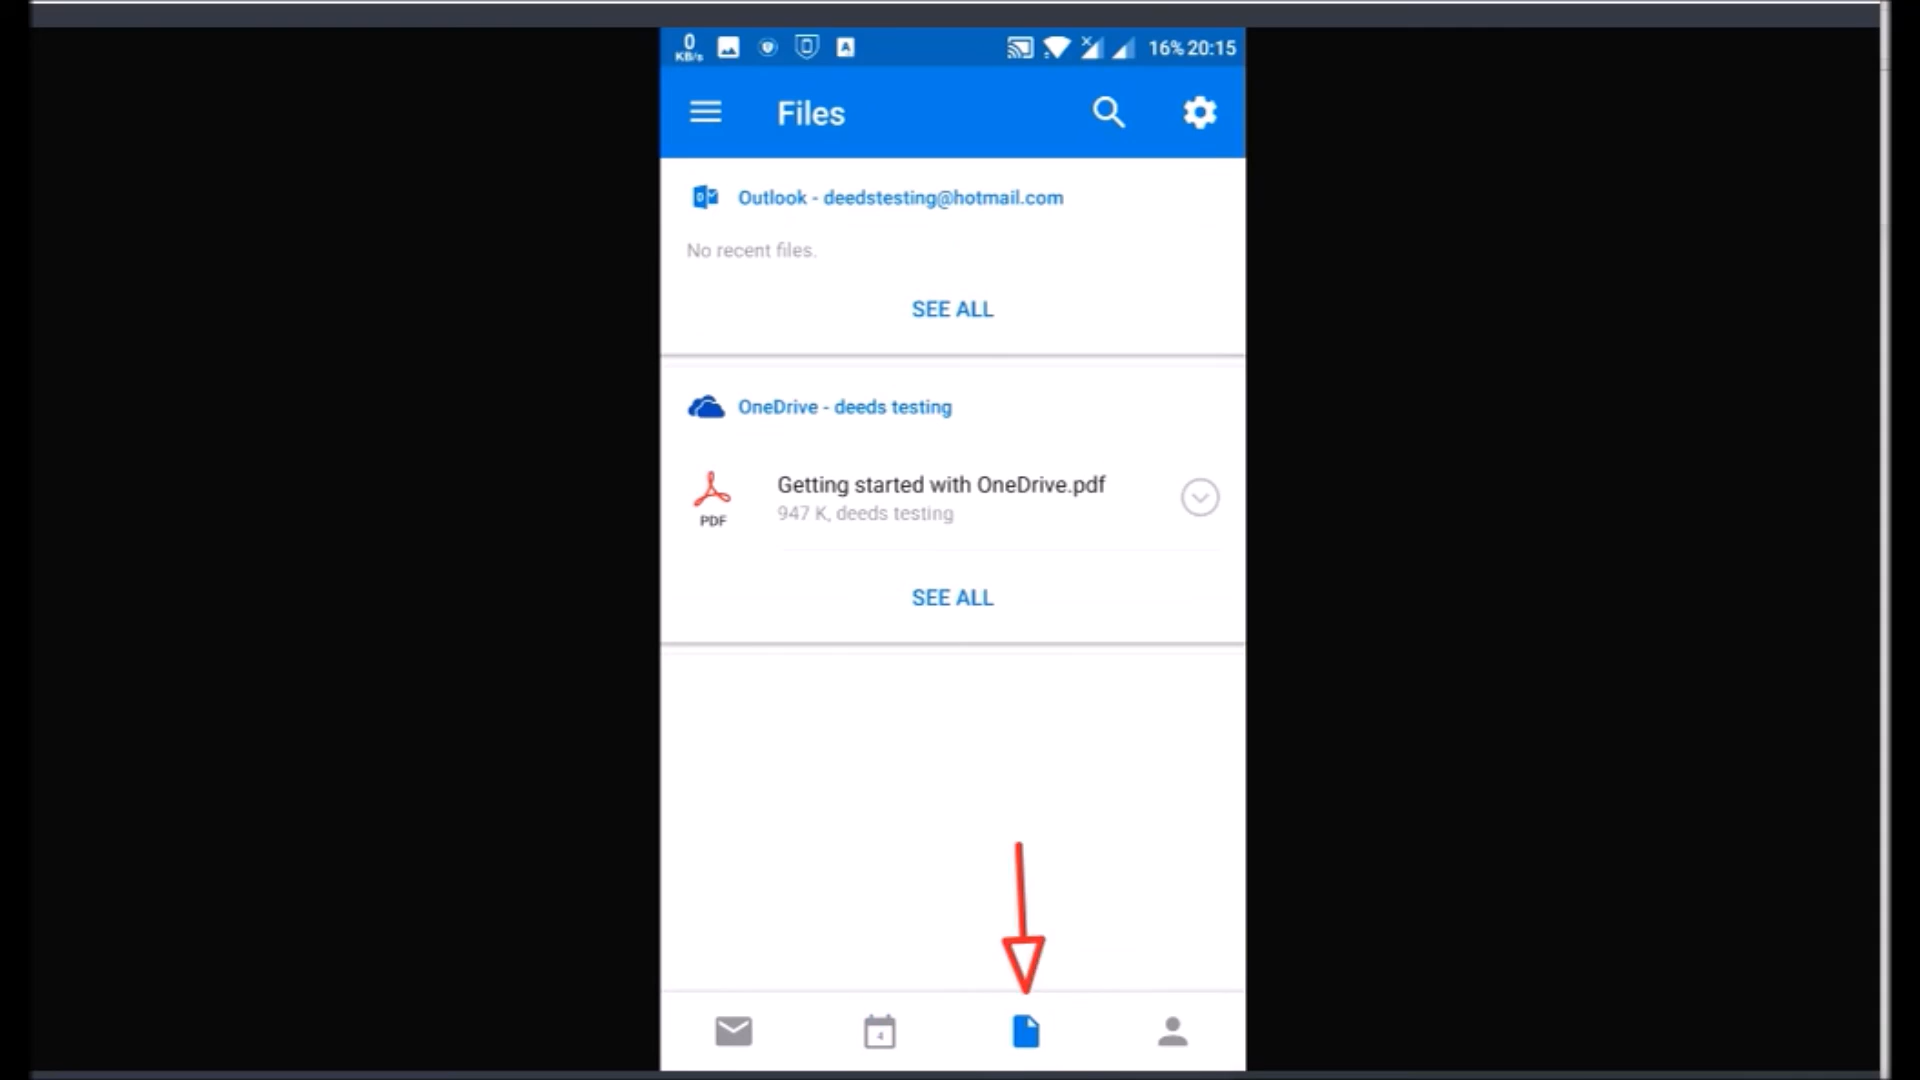 0
KB/s
A
16% 20:15
Files
Outlook - deedstesting@hotmail.com
No recent files.
SEE ALL
OneDrive - deeds testing
Getting started with OneDrive.pdf
PDF
947 K, deeds testing
SEE ALL
4